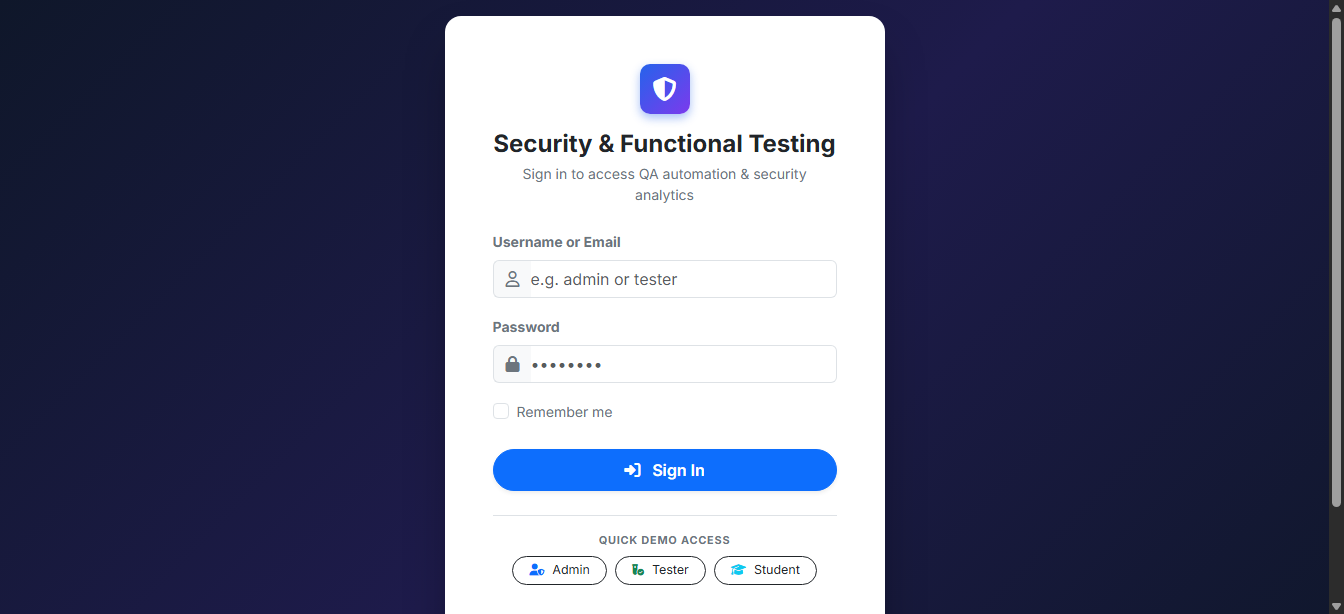 Security & Functional Testing
Sign in to access QA automation & security
analytics
Username or Email
e.g. admin or tester
Password
••••••••
Remember me
Sign In
QUICK DEMO ACCESS
Admin Tester Student